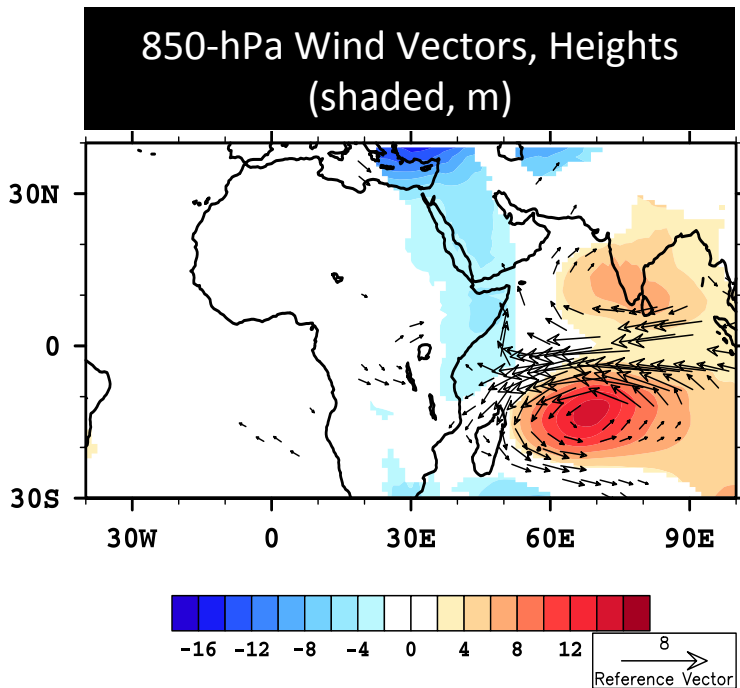 850-hPa Wind Vectors, Heights
(shaded, m)
30N
0
30S
30W 0 30E 60E 90E
-16 -12 -8 -4 0 4 8 12
8
Reference Vector